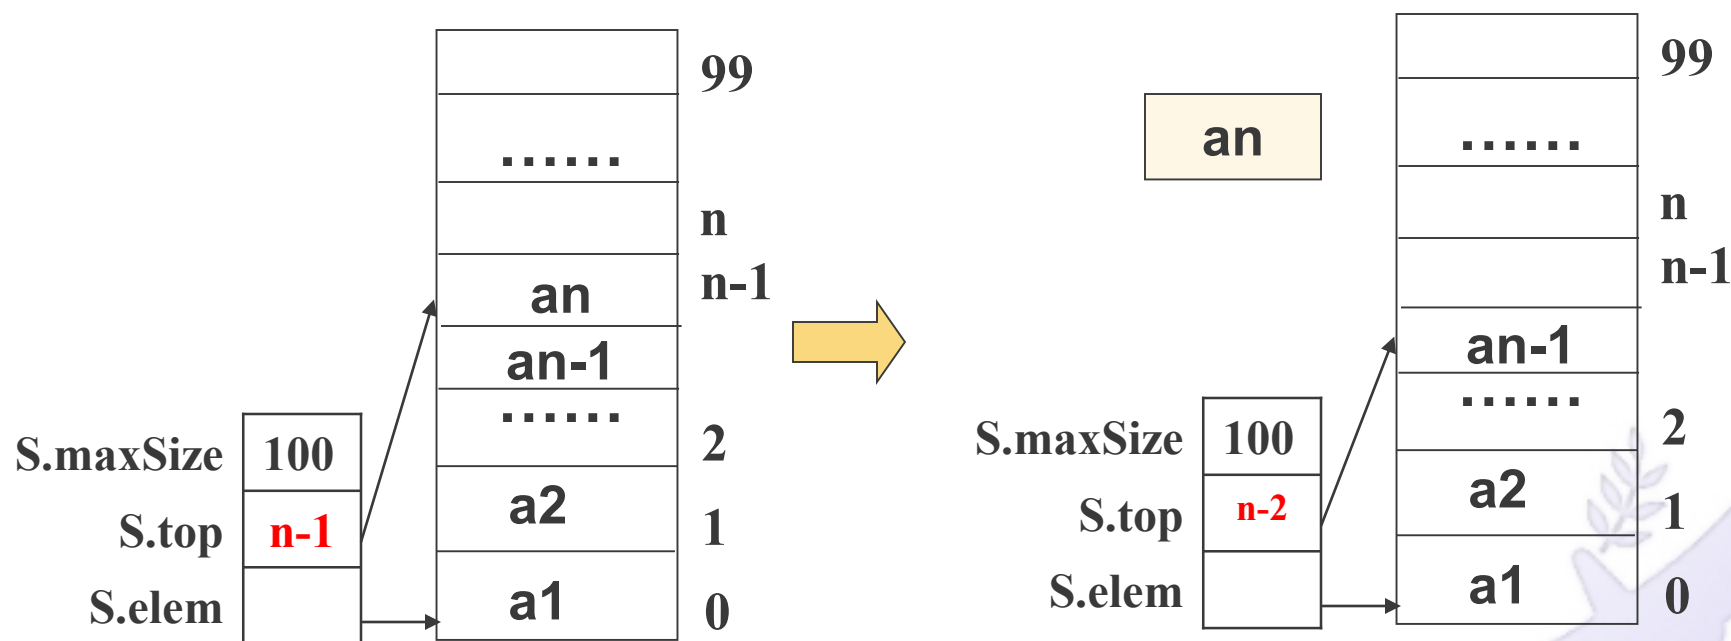 99
......
n
an
n-1
an-1
......
2
S.maxSize 100
a2
S.top n-1
1
S.elem
a1
0
99
an
......
n
n-1
an-1
......
2
S.maxSize 100
a2
S.top n-2
1
S.elem
a1
0